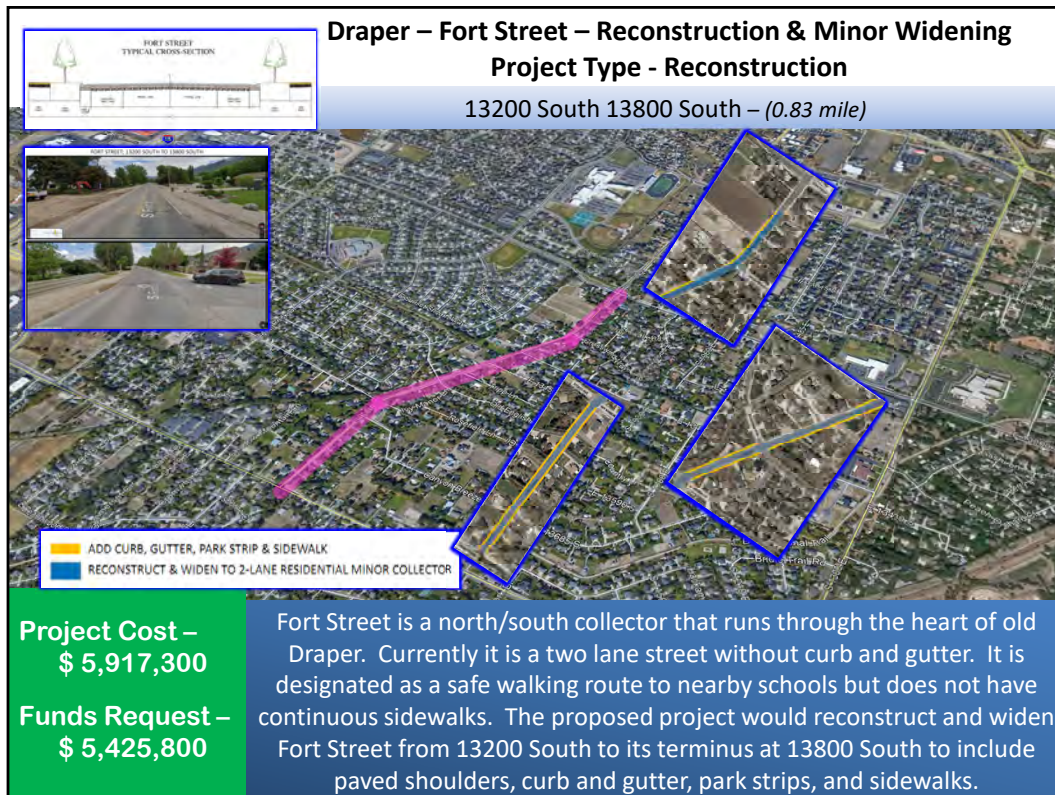 FORT STREET
TYPICAL CROSS-SECTION
Draper – Fort Street – Reconstruction & Minor Widening
Project Type - Reconstruction
13200 South 13800 South – (0.83 mile)
FORT STREET; 13200 SOUTH TO 13800 SOUTH
ADD CURB, GUTTER, PARK STRIP & SIDEWALK
RECONSTRUCT & WIDEN TO 2-LANE RESIDENTIAL MINOR COLLECTOR
Project Cost –
$ 5,917,300
Funds Request –
$ 5,425,800
Fort Street is a north/south collector that runs through the heart of old
Draper. Currently it is a two lane street without curb and gutter. It is
designated as a safe walking route to nearby schools but does not have
continuous sidewalks. The proposed project would reconstruct and widen
Fort Street from 13200 South to its terminus at 13800 South to include
paved shoulders, curb and gutter, park strips, and sidewalks.